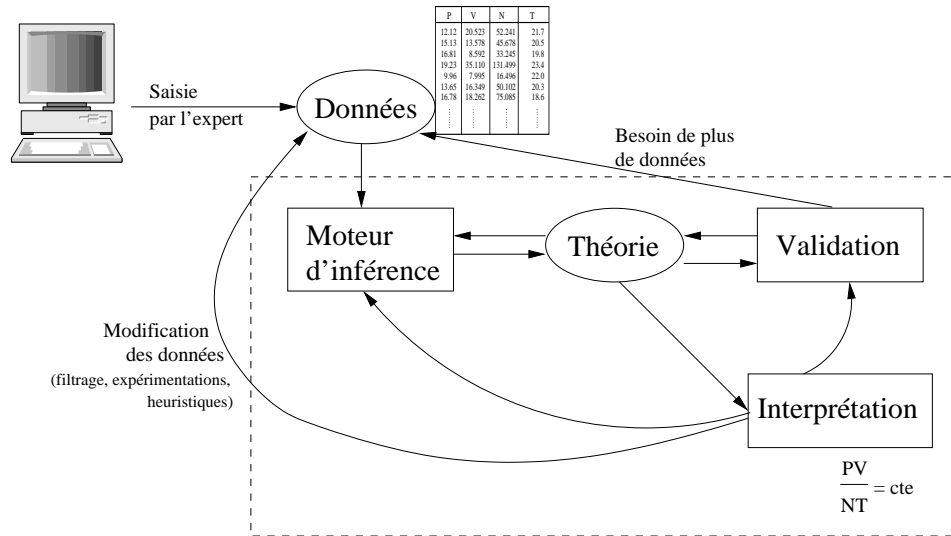 P V N T
12.12 20.523 52.241 21.7
15.13 13.578 45.678 20.5
16.81 8.592 33.245 19.8
19.23 35.110 131.499 23.4
9.96 7.995 16.496 22.0
13.65 16.349 50.102 20.3
16.78 18.262 75.085 18.6
Saisie
par l'expert
Données
Besoin de plus
de données
Moteur
d'inférence
Théorie
Validation
Modification
des données
(filtrage, expérimentations,
heuristiques)
Interprétation
PV
NT
= cte